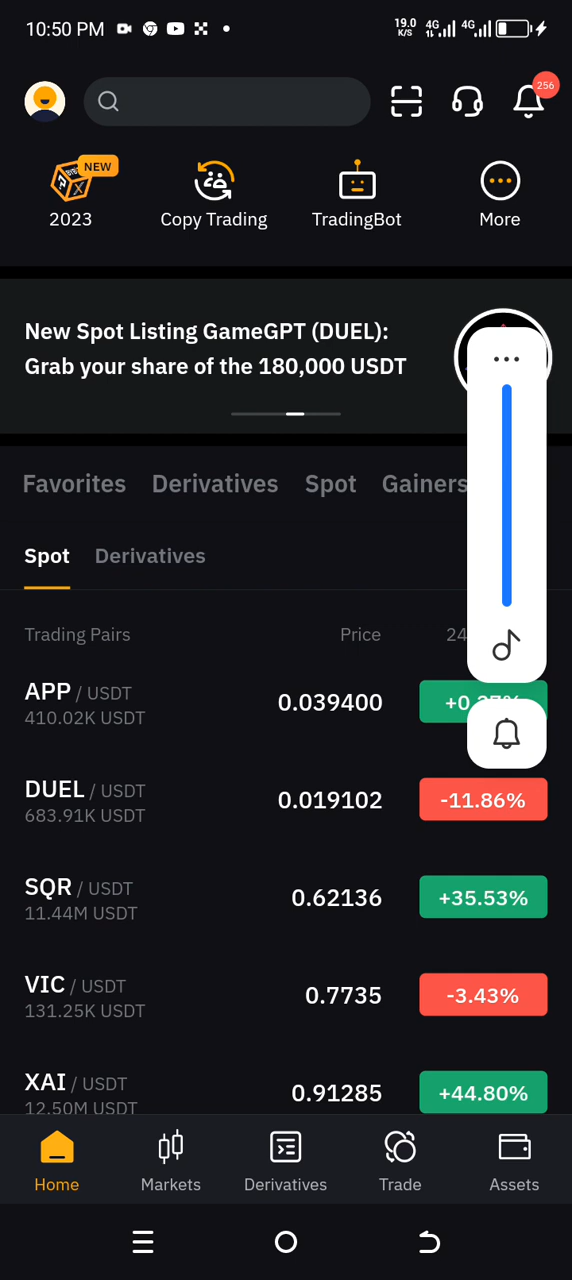 10:50 PM
19.0
K/S
4G
4G
256
NEW
2023
Copy Trading
TradingBot
More
New Spot Listing GameGPT (DUEL):
Grab your share of the 180,000 USDT
Favorites
Derivatives
Spot
Gainers
Spot
Derivatives
Trading Pairs
Price
24
APP / USDT
0.039400
410.02K USDT
DUEL / USDT
0.019102
-11.86%
683.91K USDT
SQR / USDT
0.62136
+35.53%
11.44M USDT
VIC / USDT
0.7735
-3.43%
131.25K USDT
XAI / USDT
0.91285
+44.80%
12.50M USDT
Home
Markets
Derivatives
Trade
Assets